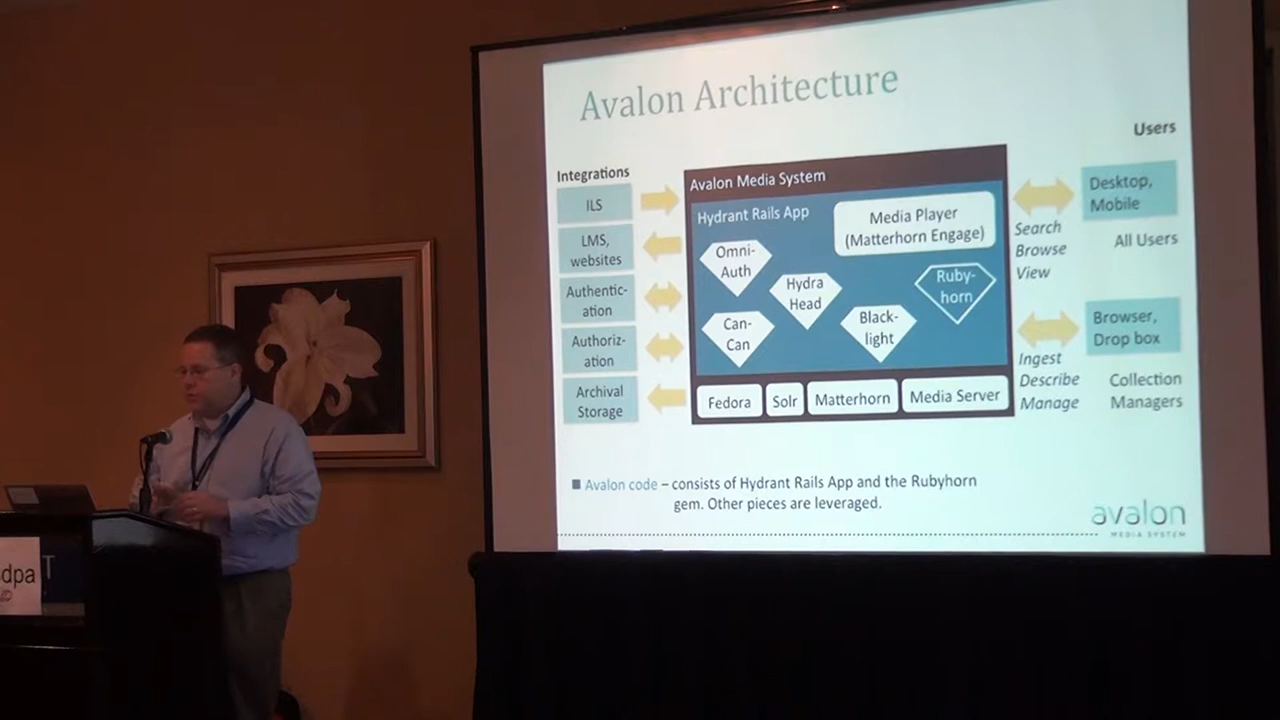 Avalon Architecture
Users
Integrations
ILS
LMS,
websites
Authentic-
ation
Authoriz-
ation
Archival
Storage
Avalon Media System
Hydrant Rails App
Media Player
(Matterhorn Engage)
Omni-
Auth
Hydra
Head
Ruby-
horn
Can-
Can
Black-
light
Fedora
Solr
Matterhorn
Media Server
Search
Browse
View
Ingest
Describe
Manage
Desktop,
Mobile
All Users
Browser,
Drop box
Collection
Managers
Avalon code – consists of Hydrant Rails App and the Rubyhorn
gem. Other pieces are leveraged.
avalon
MEDIA SYSTEM
dpa
T